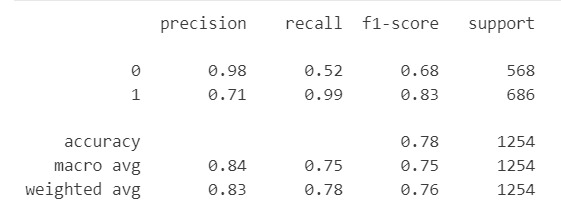 precision recall f1-score support
0 0.98 0.52 0.68 568
1 0.71 0.99 0.83 686
accuracy 0.78 1254
macro avg 0.84 0.75 0.75 1254
weighted avg 0.83 0.78 0.76 1254